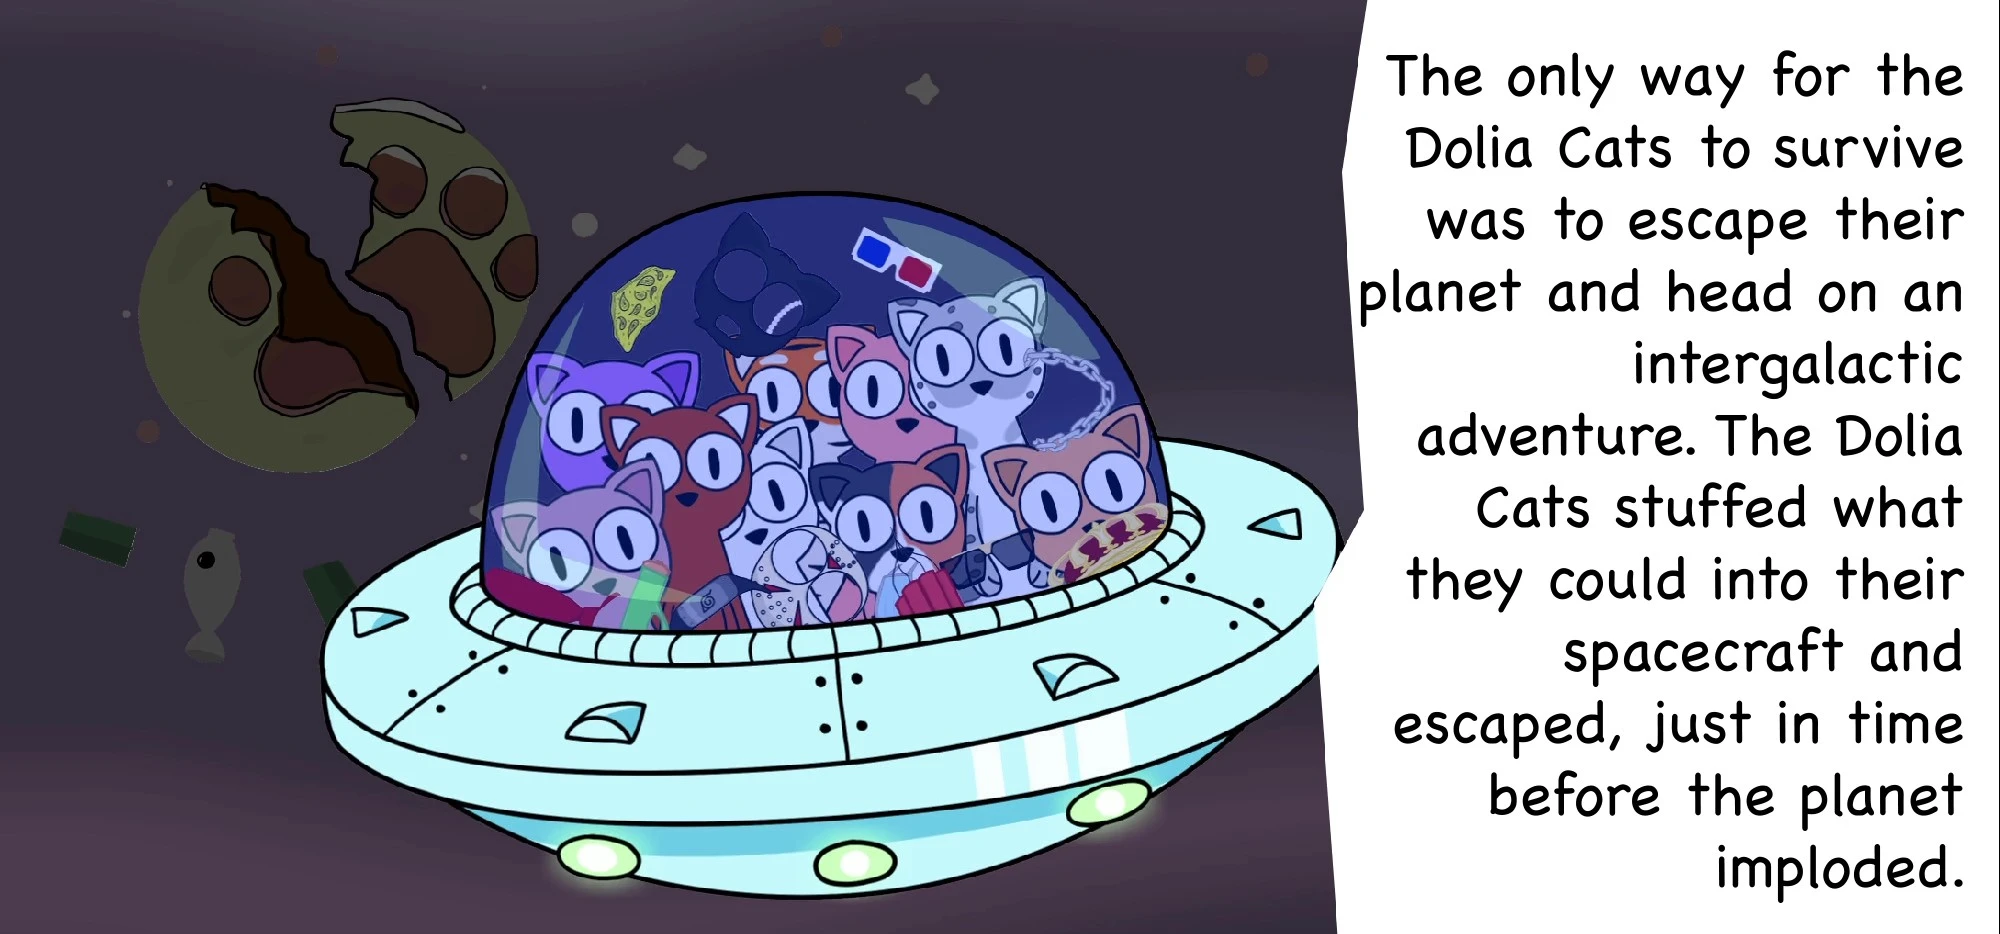 The only way for the
Dolia Cats to survive
was to escape their
planet and head on an
intergalactic
adventure. The Dolia
Cats stuffed what
they could into their
spacecraft and
escaped, just in time
before the planet
imploded.